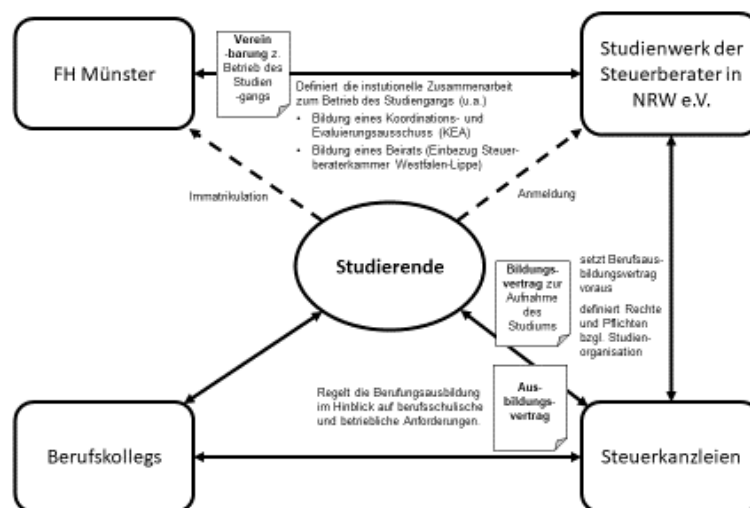 FH Münster
Verein
-barung z.
Betrieb des
Studien
-gangs
Studienwerk der
Steuerberater in
NRW e.V.
Definiert die instutionelle Zusammenarbeit
zum Betrieb des Studiengangs (u.a.)
• Bildung eines Koordinations- und
Evaluierungsausschuss (KEA)
• Bildung eines Beirats (Einbezug Steuer-
beraterkammer Westfalen-Lippe)
Immatrikulation
Anmeldung
Studierende
Bildungs-
vertrag zur
Aufnahme
des
Studiums
setzt Berufsaus-
bildungsvertrag
voraus
definiert Rechte
und Pflichten
bzgl. Studien-
organisation
Regelt die Berufungsausbildung
im Hinblick auf berufsschulische
und betriebliche Anforderungen.
Aus-
bildungs-
vertrag
Berufskollegs
Steuerkanzleien